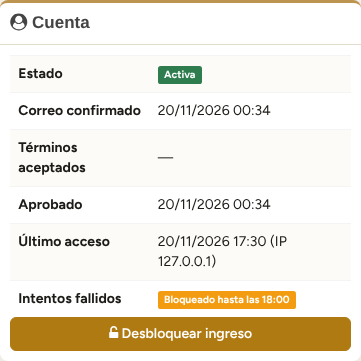 Cuenta
Estado Activa
Correo confirmado 20/11/2026 00:34
Términos
aceptados —
Aprobado 20/11/2026 00:34
Último acceso 20/11/2026 17:30 (IP
127.0.0.1)
Intentos fallidos Bloqueado hasta las 18:00
Desbloquear ingreso